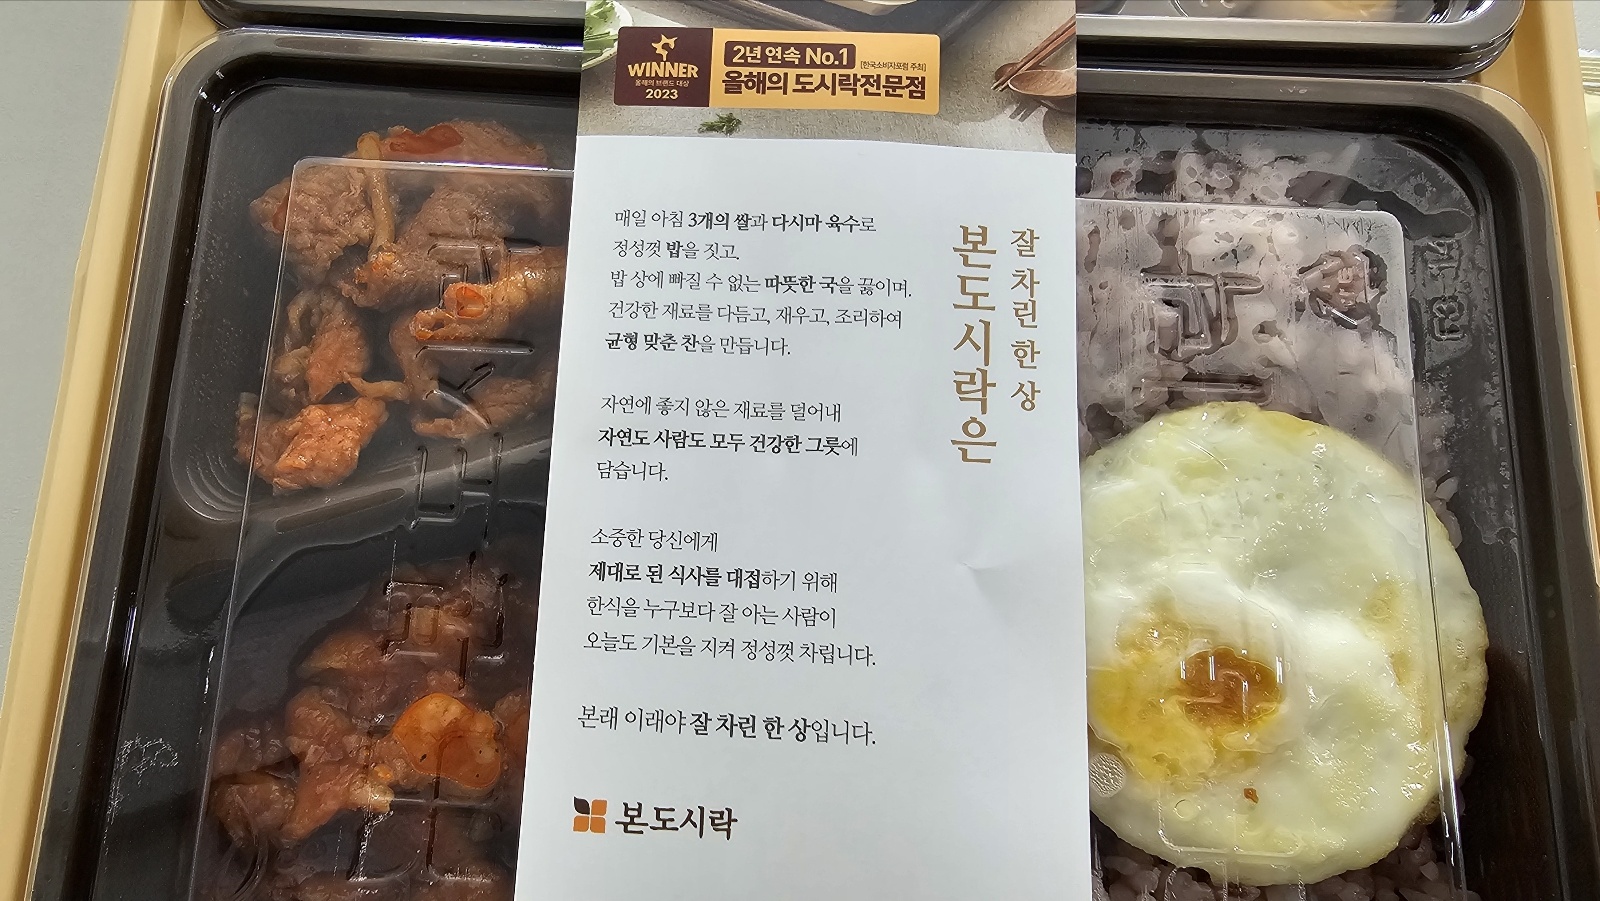 WINNER
올해의 브랜드 대상
2023
2년 연속 No.1
[한국소비자포럼 주최]
올해의 도시락전문점
잘 차린 한 상
본도시락은
매일 아침 3개의 쌀과 다시마 육수로
정성껏 밥을 짓고,
밥 상에 빠질 수 없는 따뜻한 국을 끓이며,
건강한 재료를 다듬고, 재우고, 조리하여
균형 맞춘 찬을 만듭니다.
자연에 좋지 않은 재료를 덜어내
자연도 사람도 모두 건강한 그릇에
담습니다.
소중한 당신에게
제대로 된 식사를 대접하기 위해
한식을 누구보다 잘 아는 사람이
오늘도 기본을 지켜 정성껏 차립니다.
본래 이래야 잘 차린 한 상입니다.
본도시락